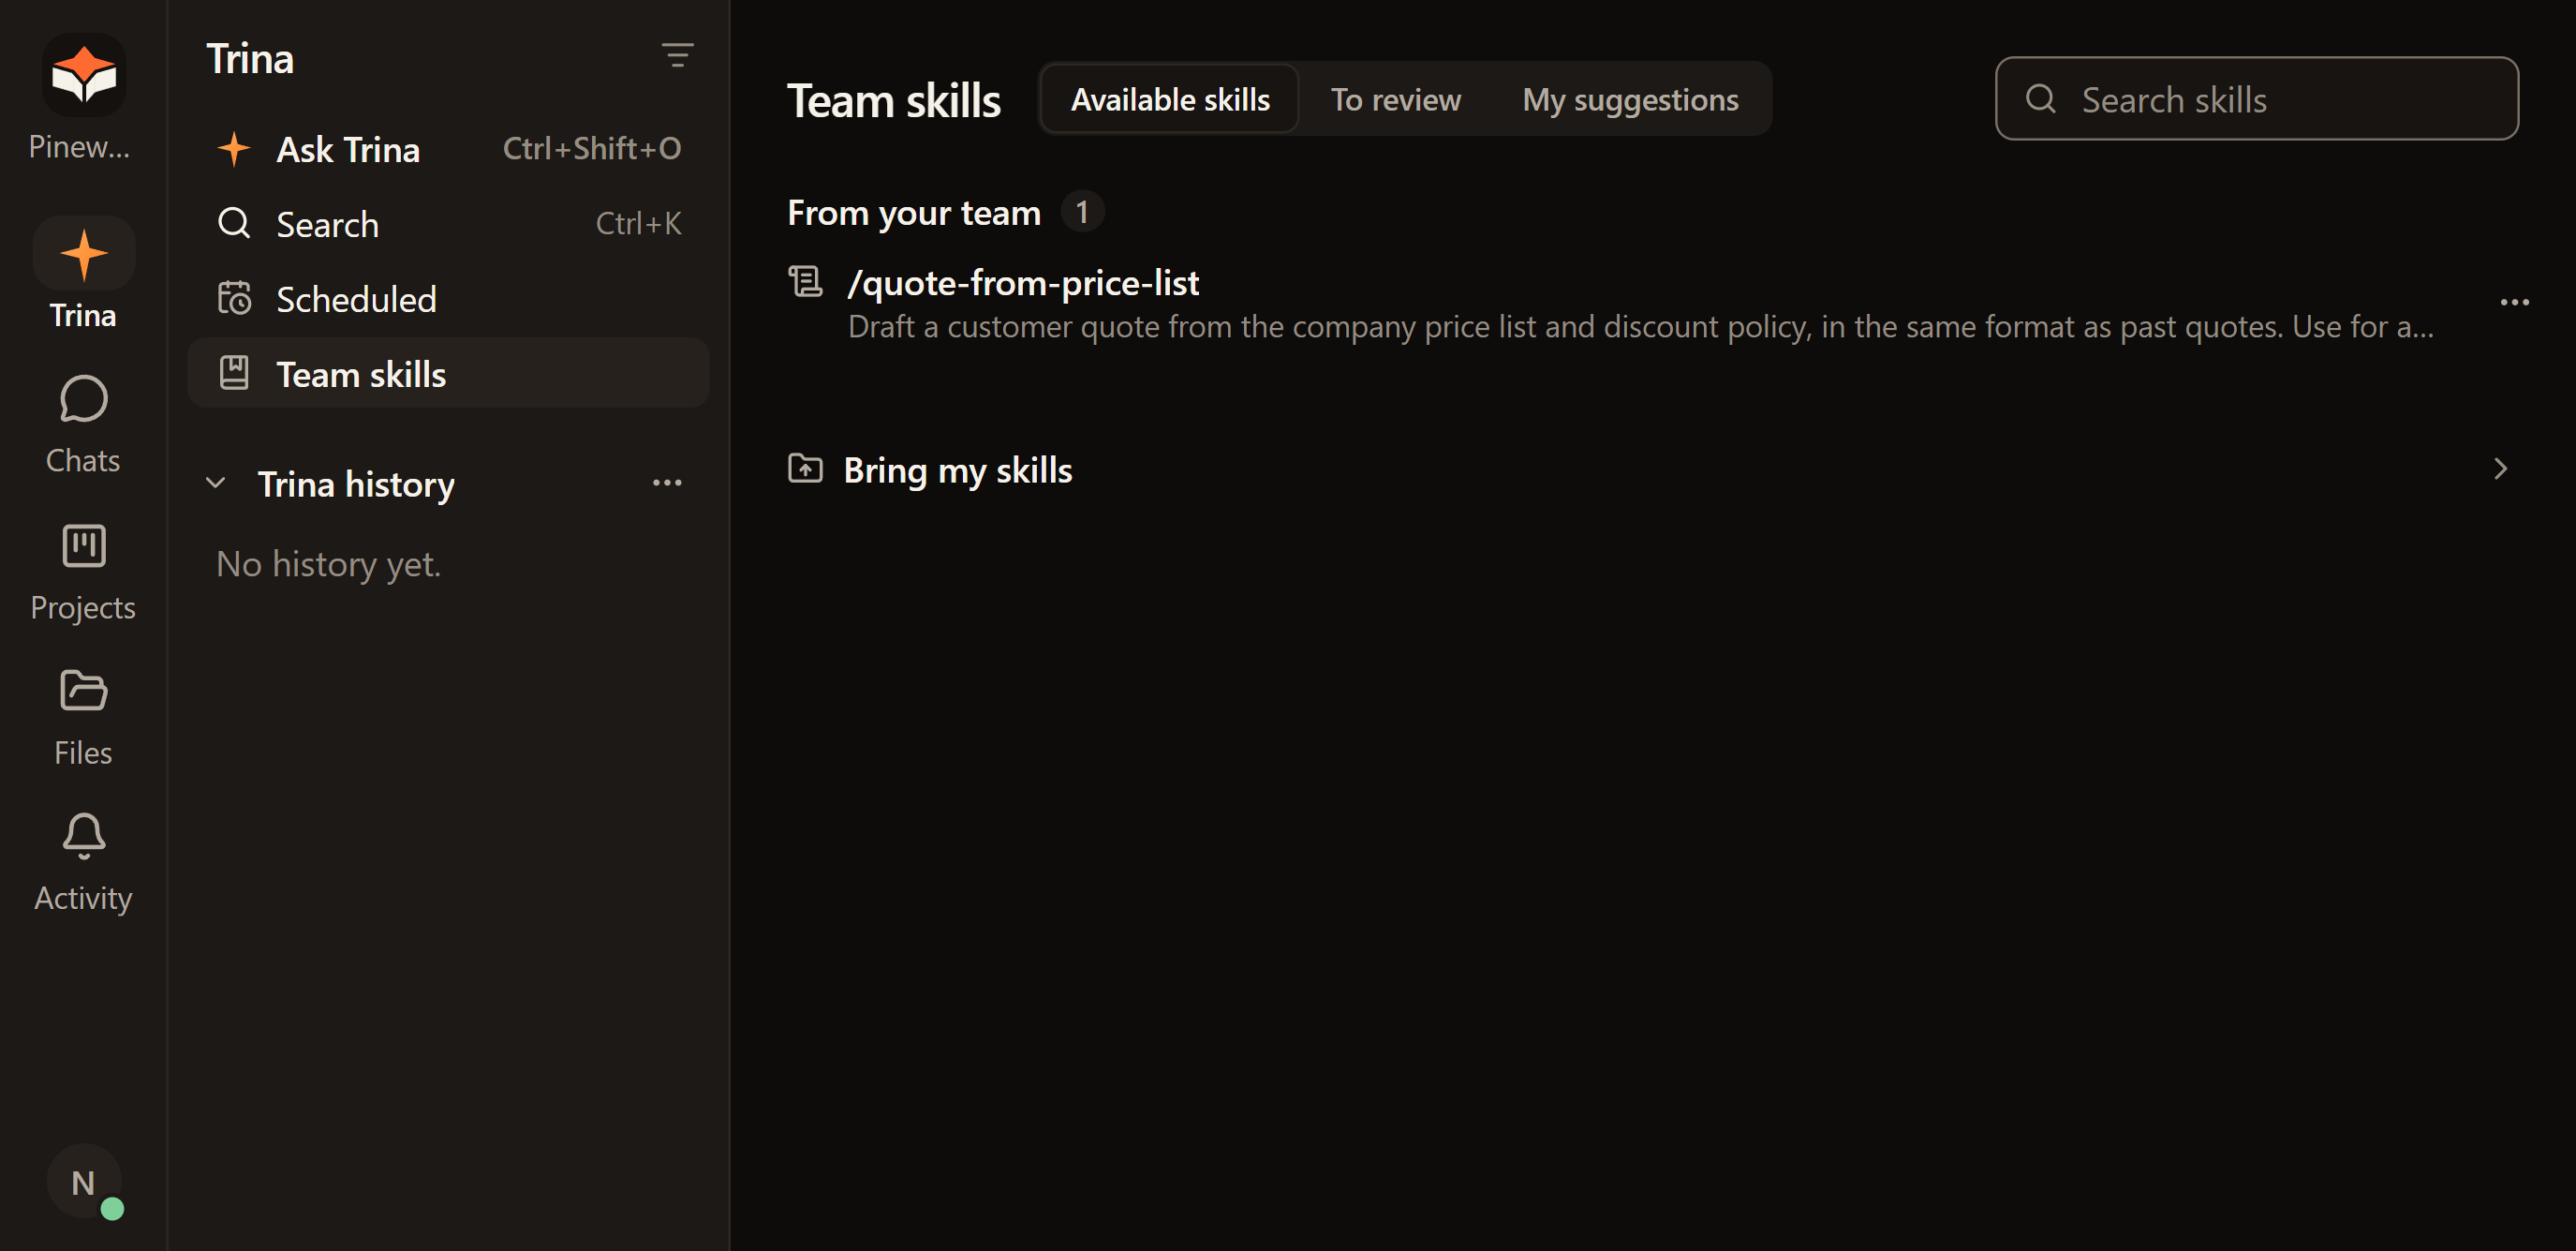 Pinew...
Trina
Chats
Projects
Files
Activity
N
Trina
Ask Trina Ctrl+Shift+O
Search Ctrl+K
Scheduled
Team skills
Trina history
No history yet.
Team skills Available skills To review My suggestions Search skills
From your team 1
/quote-from-price-list
Draft a customer quote from the company price list and discount policy, in the same format as past quotes. Use for a...
Bring my skills